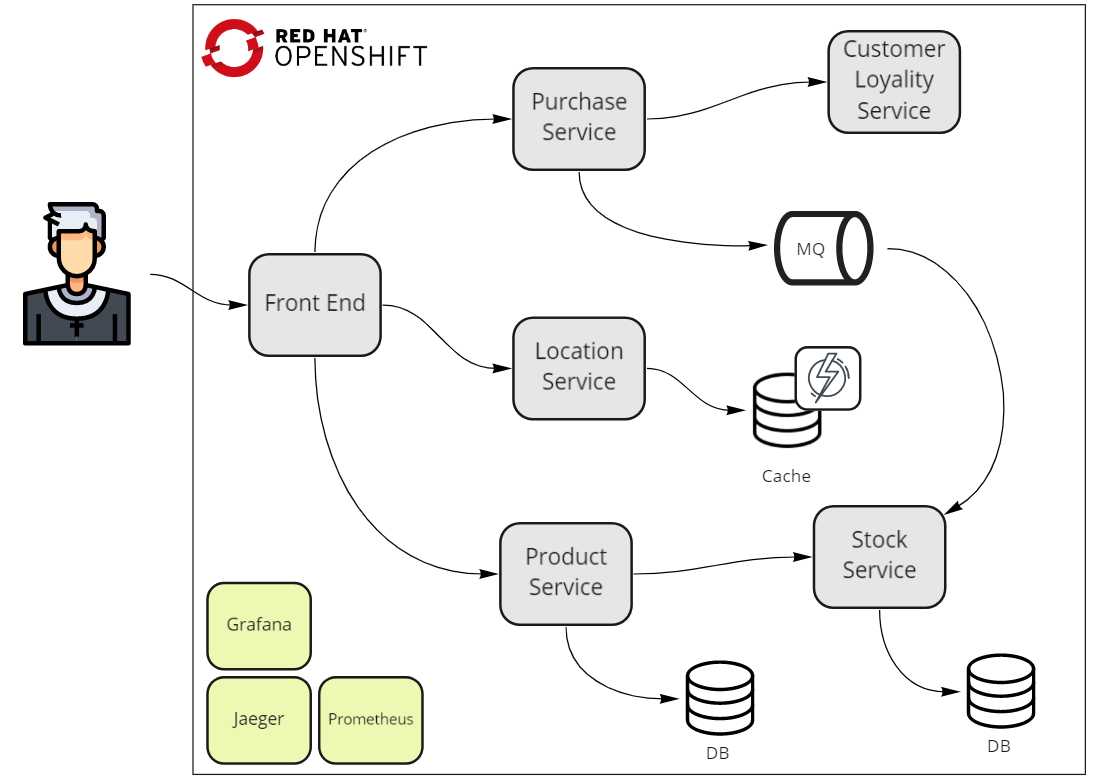 RED HAT
OPENSHIFT
Customer
Loyality
Service
Purchase
Service
MQ
Front End
Location
Service
Cache
Product
Service
Stock
Service
Grafana
Jaeger
Prometheus
DB
DB